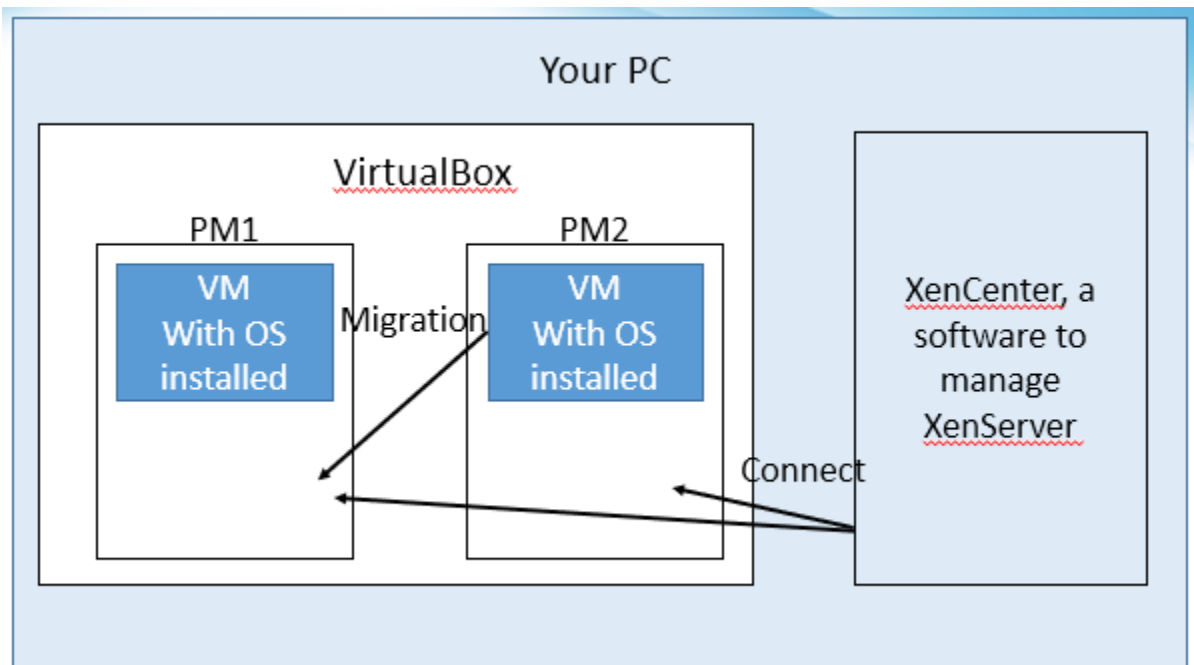 Your PC
VirtualBox
PM1
PM2
VM
With OS
installed
Migration
VM
With OS
installed
XenCenter, a
software to
manage
XenServer
Connect